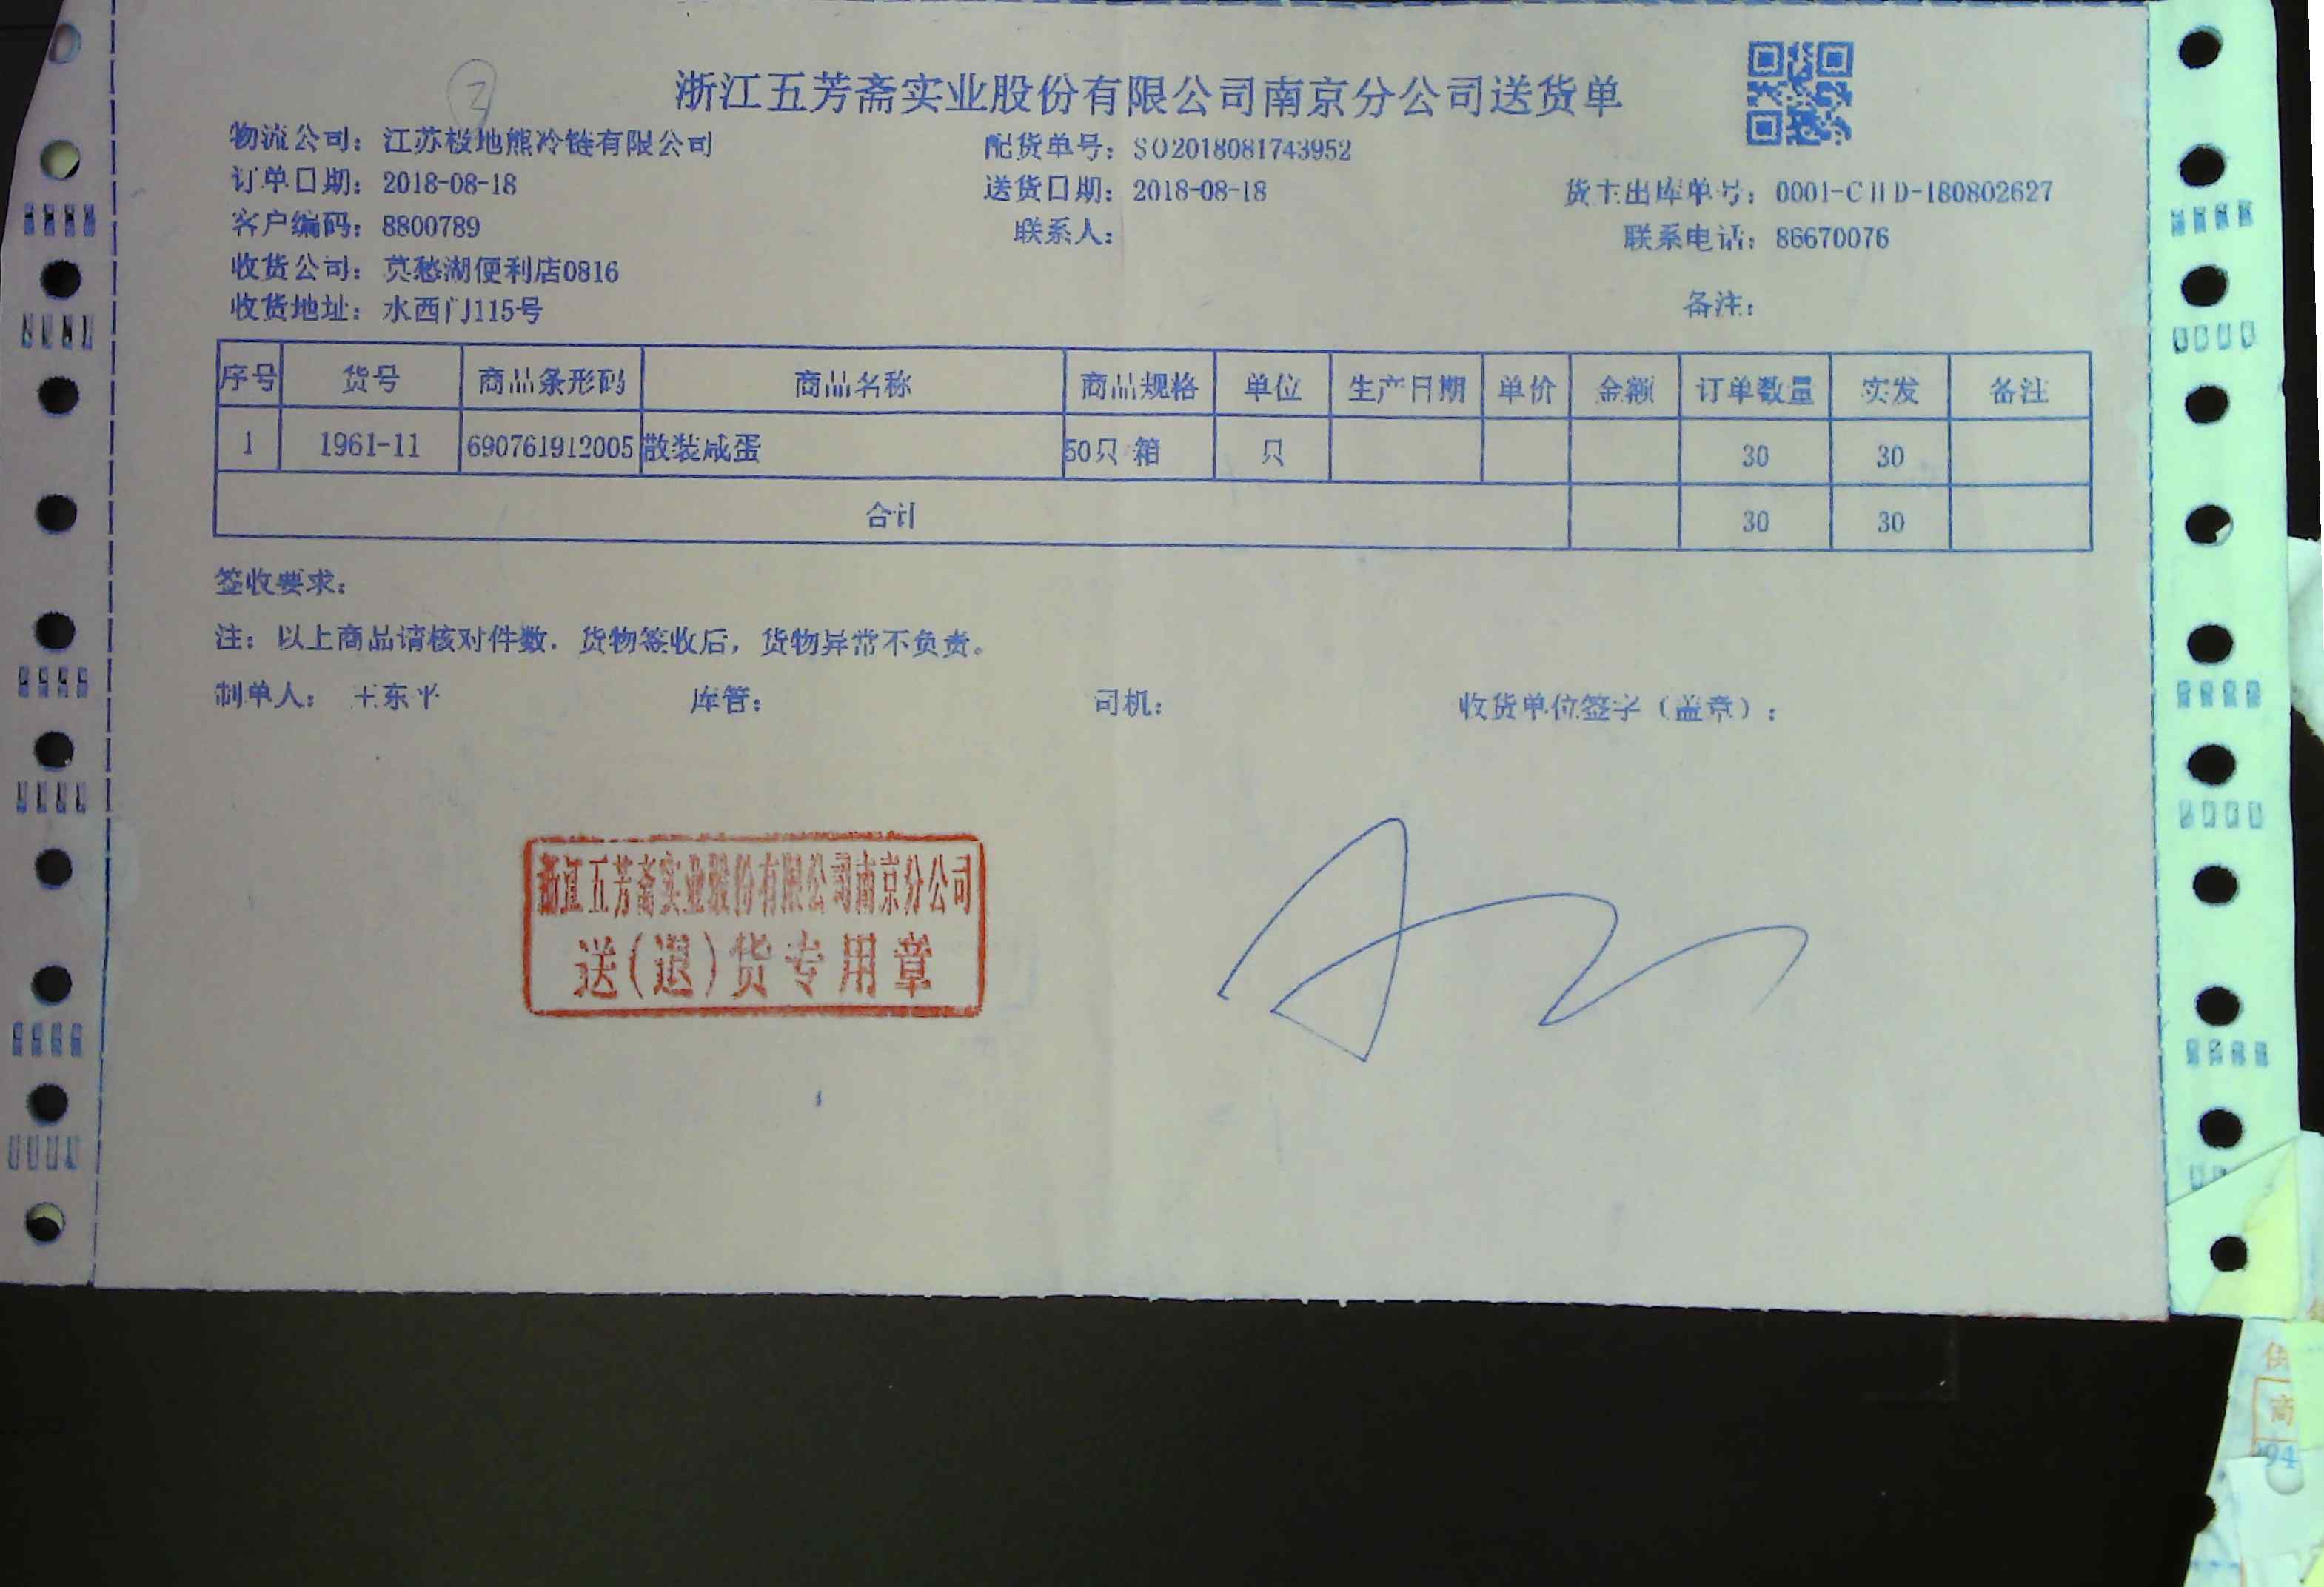 ③
浙江五芳斋实业股份有限公司南京分公司送货单
物流公司：江苏极地熊冷链有限公司 配货单号：SO2018081743952
订单日期：2018-08-18 送货日期：2018-08-18 货主出库单号：0001-CHD-180802627
客户编码：8800789 联系人： 联系电话：86670076
收货公司：莫愁湖便利店0816
收货地址：水西门115号 备注：
序号 货号 商品条形码 商品名称 商品规格 单位 生产日期 单价 金额 订单数量 实发 备注
1 1961-11 690761912005 散装咸蛋 50只 箱 只 30 30
合计 30 30
签收要求：
注：以上商品请核对件数，货物签收后，货物异常不负责。
制单人： 王东平 库管： 司机： 收货单位签字（盖章）：
浙江五芳斋实业股份有限公司南京分公司
送(退)货专用章
商
94